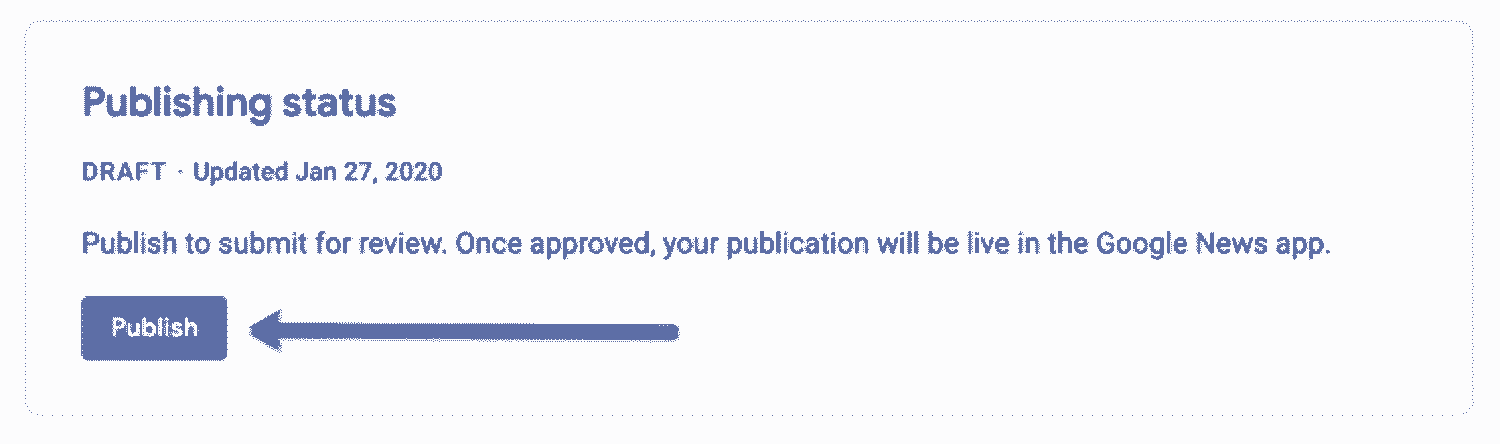 Publishing status
DRAFT · Updated Jan 27, 2020
Publish to submit for review. Once approved, your publication will be live in the Google News app.
Publish